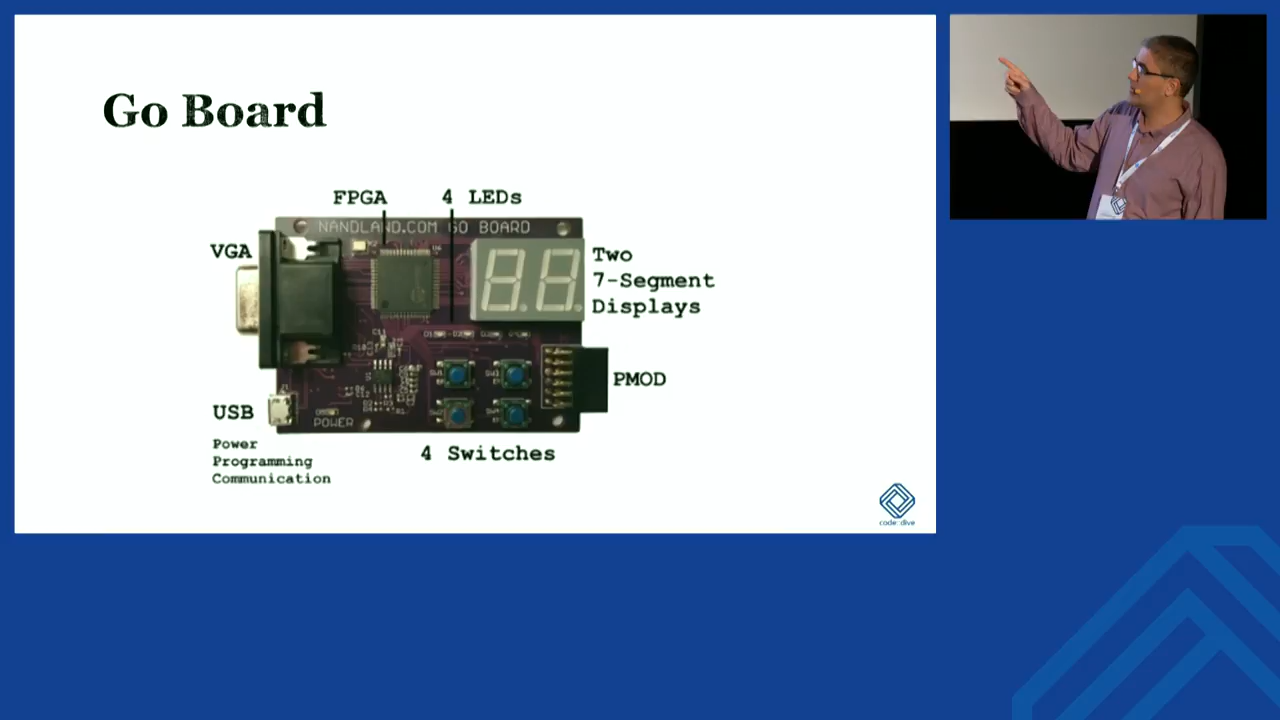 Go Board
FPGA
4 LEDs
NANDLAND.COM GO BOARD
VGA
Two
7-Segment
Displays
PMOD
USB
POWER
Power
Programming
Communication
4 Switches
code::dive